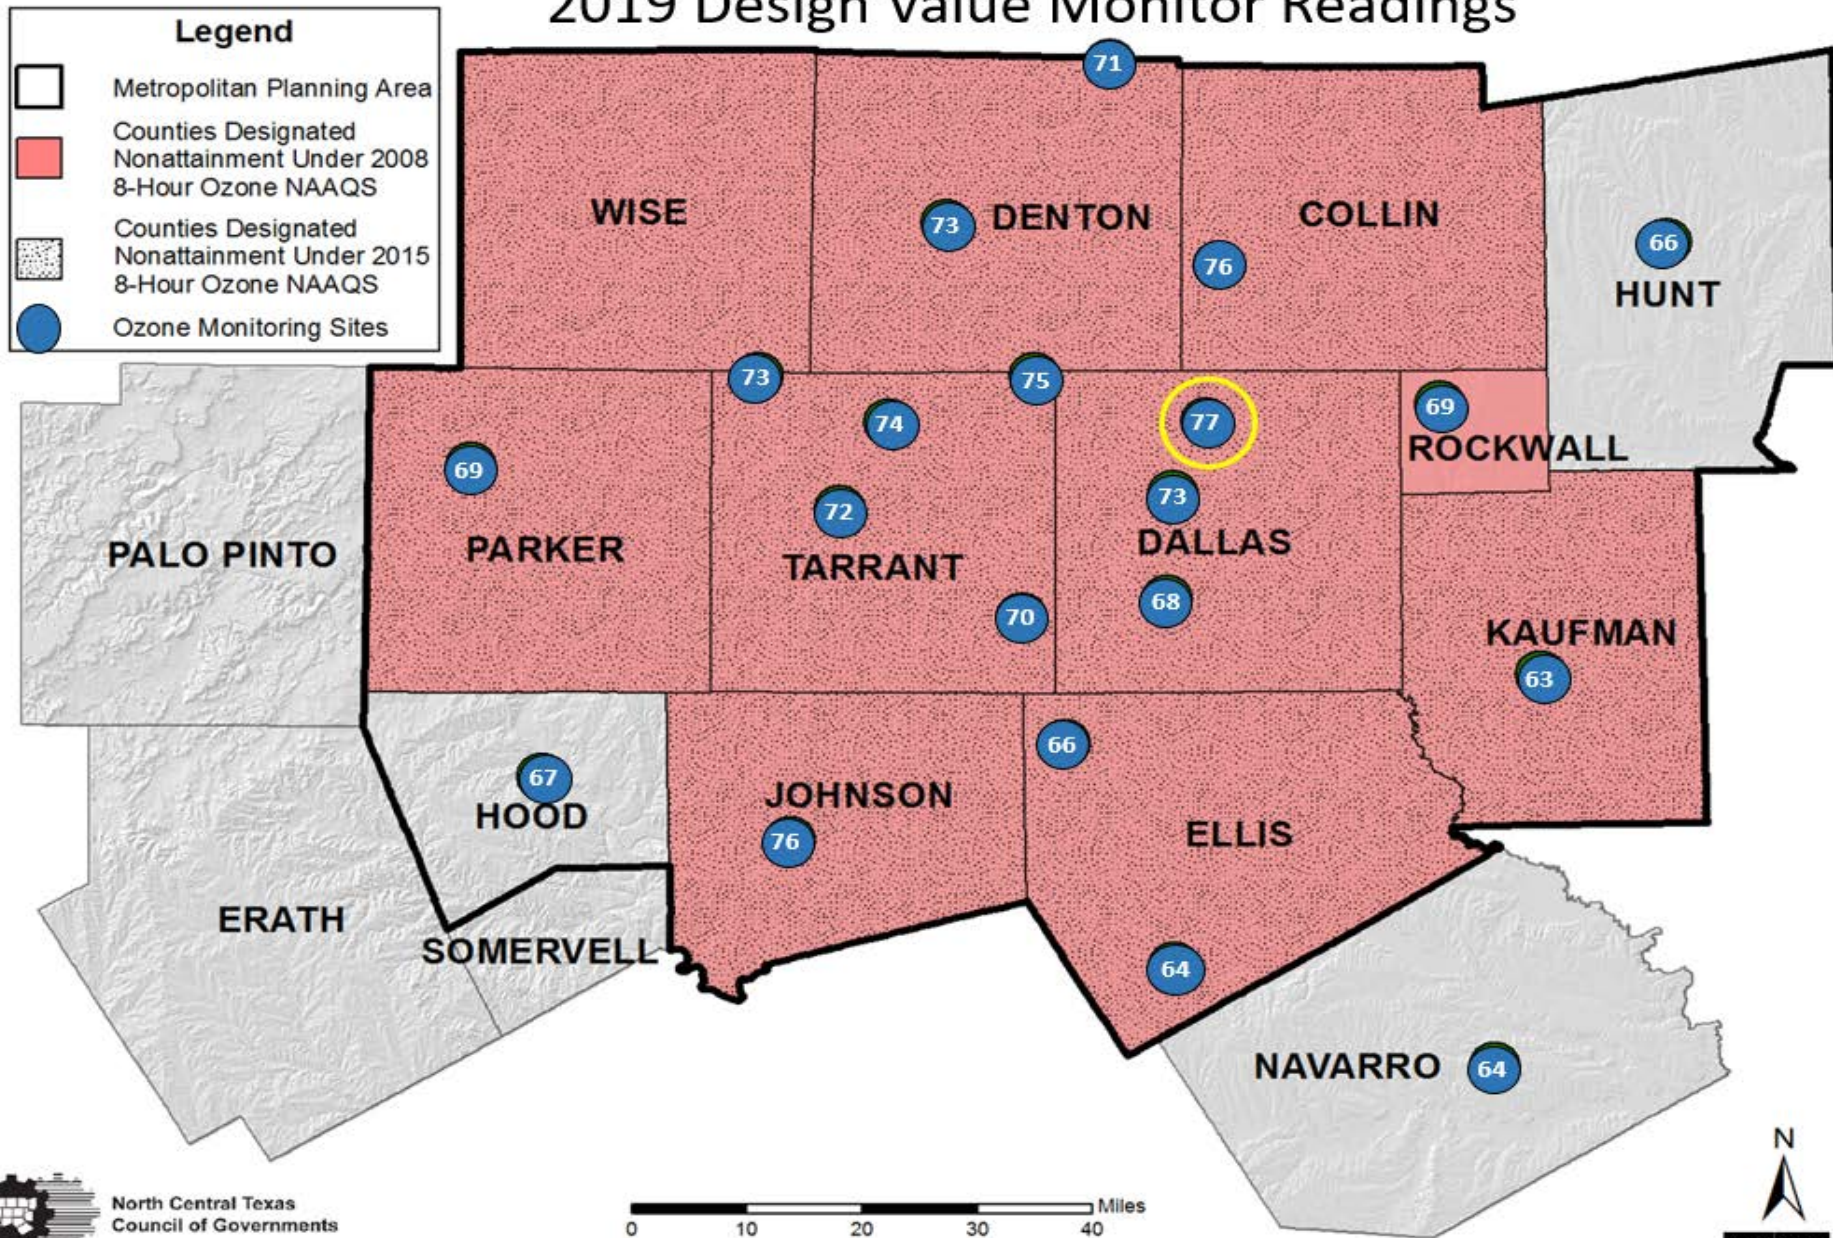 2019 Design Value Monitor Readings
Legend
Metropolitan Planning Area
Counties Designated
Nonattainment Under 2008
8-Hour Ozone NAAQS
Counties Designated
Nonattainment Under 2015
8-Hour Ozone NAAQS
Ozone Monitoring Sites
71
WISE
73
DENTON
COLLIN
76
66
HUNT
73
75
74
77
69
ROCKWALL
69
72
73
PALO PINTO
PARKER
TARRANT
DALLAS
70
68
KAUFMAN
63
67
HOOD
JOHNSON
76
66
ELLIS
ERATH
SOMERVELL
64
NAVARRO
64
N
North Central Texas
Council of Governments
Miles
0 10 20 30 40